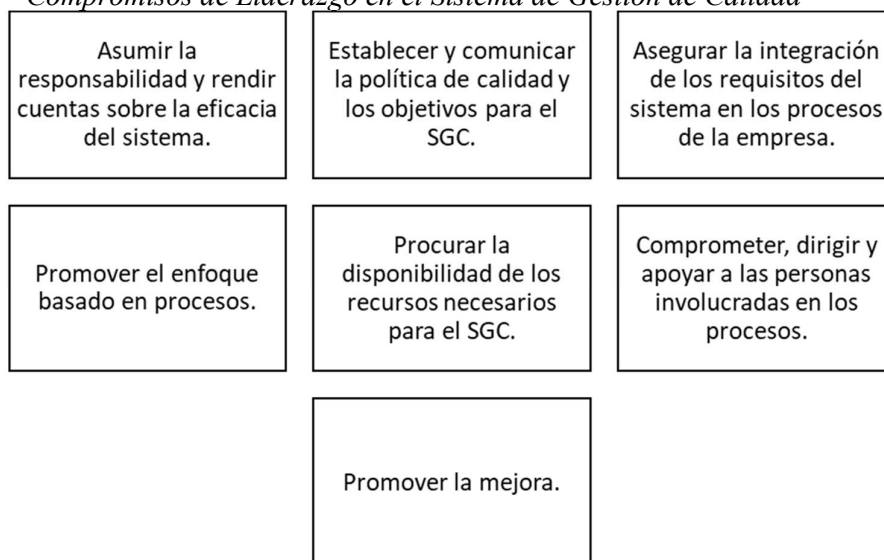 Compromisos de Liderazgo en el Sistema de Gestión de Calidad
Asumir la
responsabilidad y rendir
cuentas sobre la eficacia
del sistema.
Establecer y comunicar
la política de calidad y
los objetivos para el
SGC.
Asegurar la integración
de los requisitos del
sistema en los procesos
de la empresa.
Promover el enfoque
basado en procesos.
Procurar la
disponibilidad de los
recursos necesarios
para el SGC.
Comprometer, dirigir y
apoyar a las personas
involucradas en los
procesos.
Promover la mejora.